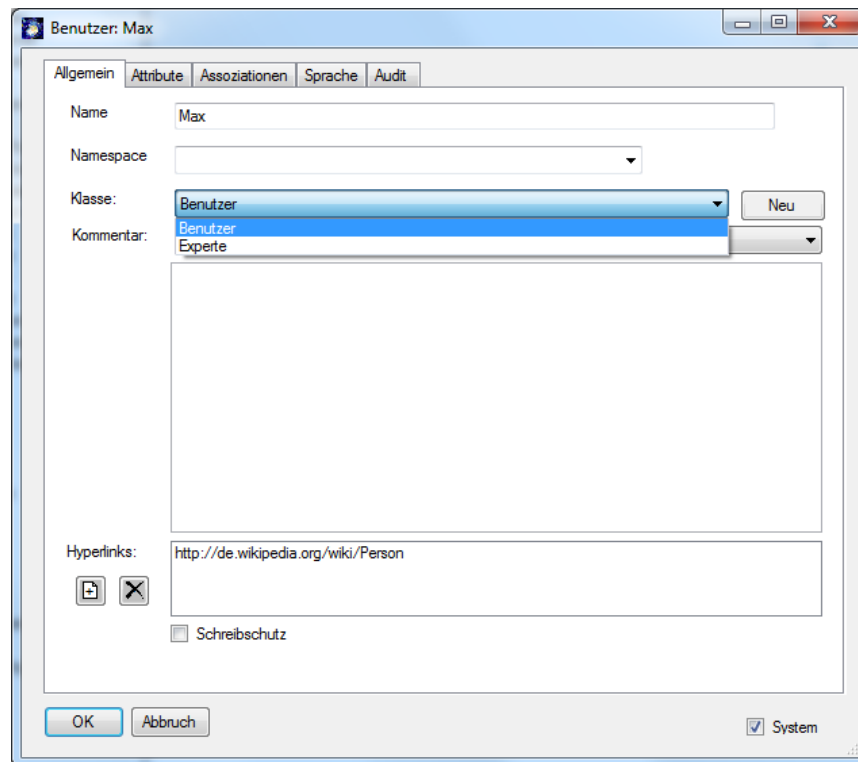 Benutzer: Max
Allgemein Attribute Assoziationen Sprache Audit
Name Max
Namespace
Klasse: Benutzer Neu
Benutzer
Kommentar:
Experte
Hyperlinks: http://de.wikipedia.org/wiki/Person
Schreibschutz
OK Abbruch System